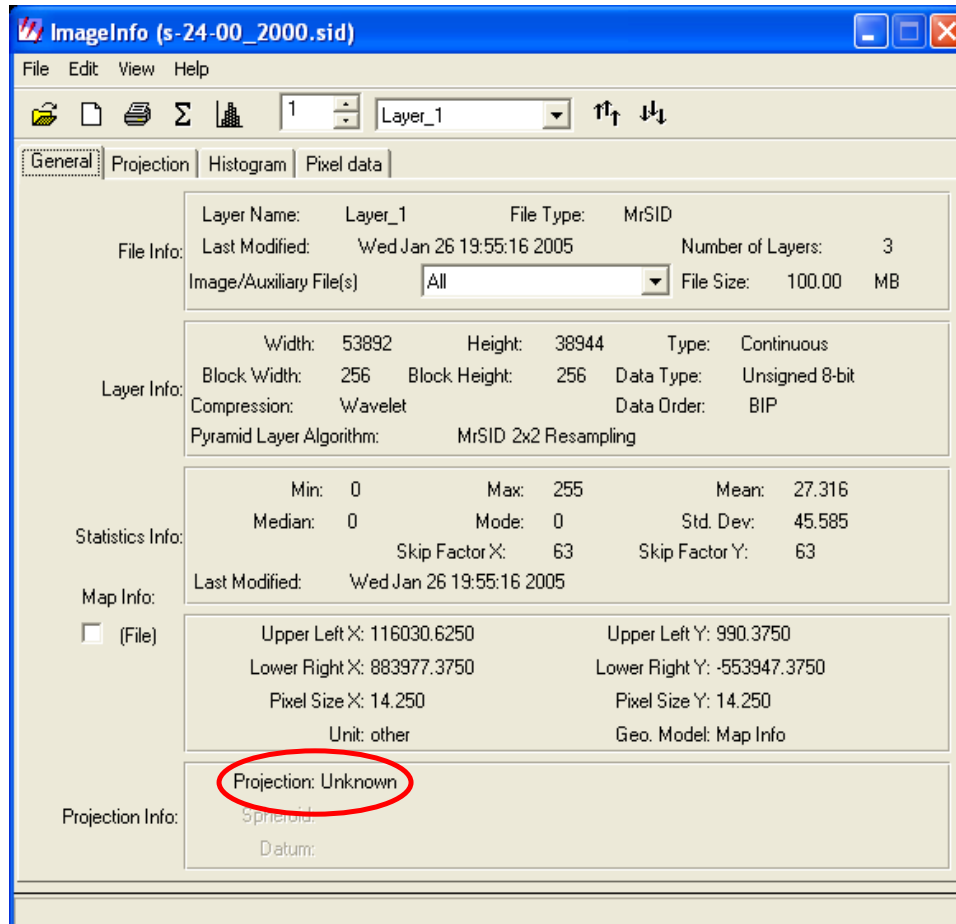 ImageInfo (s-24-00_2000.sid)
File Edit View Help
Σ 1 Layer_1
General Projection Histogram Pixel data
File Info:
Layer Name: Layer_1 File Type: MrSID
Last Modified: Wed Jan 26 19:55:16 2005 Number of Layers: 3
Image/Auxiliary File(s) All File Size: 100.00 MB
Layer Info:
Width: 53892 Height: 38944 Type: Continuous
Block Width: 256 Block Height: 256 Data Type: Unsigned 8-bit
Compression: Wavelet Data Order: BIP
Pyramid Layer Algorithm: MrSID 2x2 Resampling
Statistics Info:
Min: 0 Max: 255 Mean: 27.316
Median: 0 Mode: 0 Std. Dev: 45.585
Skip Factor X: 63 Skip Factor Y: 63
Last Modified: Wed Jan 26 19:55:16 2005
Map Info:
(File)
Upper Left X: 116030.6250 Upper Left Y: 990.3750
Lower Right X: 883977.3750 Lower Right Y: -553947.3750
Pixel Size X: 14.250 Pixel Size Y: 14.250
Unit: other Geo. Model: Map Info
Projection Info:
Projection: Unknown
Spheroid:
Datum: